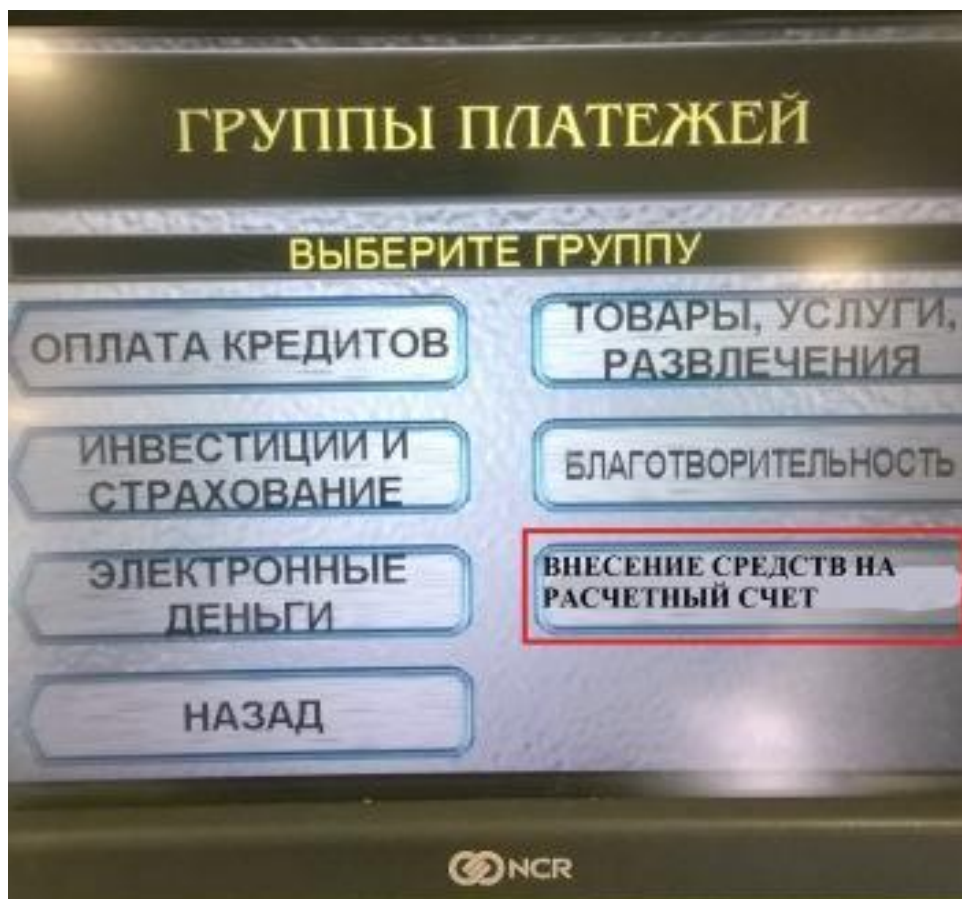 ГРУППЫ ПЛАТЕЖЕЙ
ВЫБЕРИТЕ ГРУППУ
ОПЛАТА КРЕДИТОВ
ТОВАРЫ, УСЛУГИ,
РАЗВЛЕЧЕНИЯ
ИНВЕСТИЦИИ И
СТРАХОВАНИЕ
БЛАГОТВОРИТЕЛЬНОСТЬ
ЭЛЕКТРОННЫЕ
ДЕНЬГИ
ВНЕСЕНИЕ СРЕДСТВ НА
РАСЧЕТНЫЙ СЧЕТ
НАЗАД
NCR